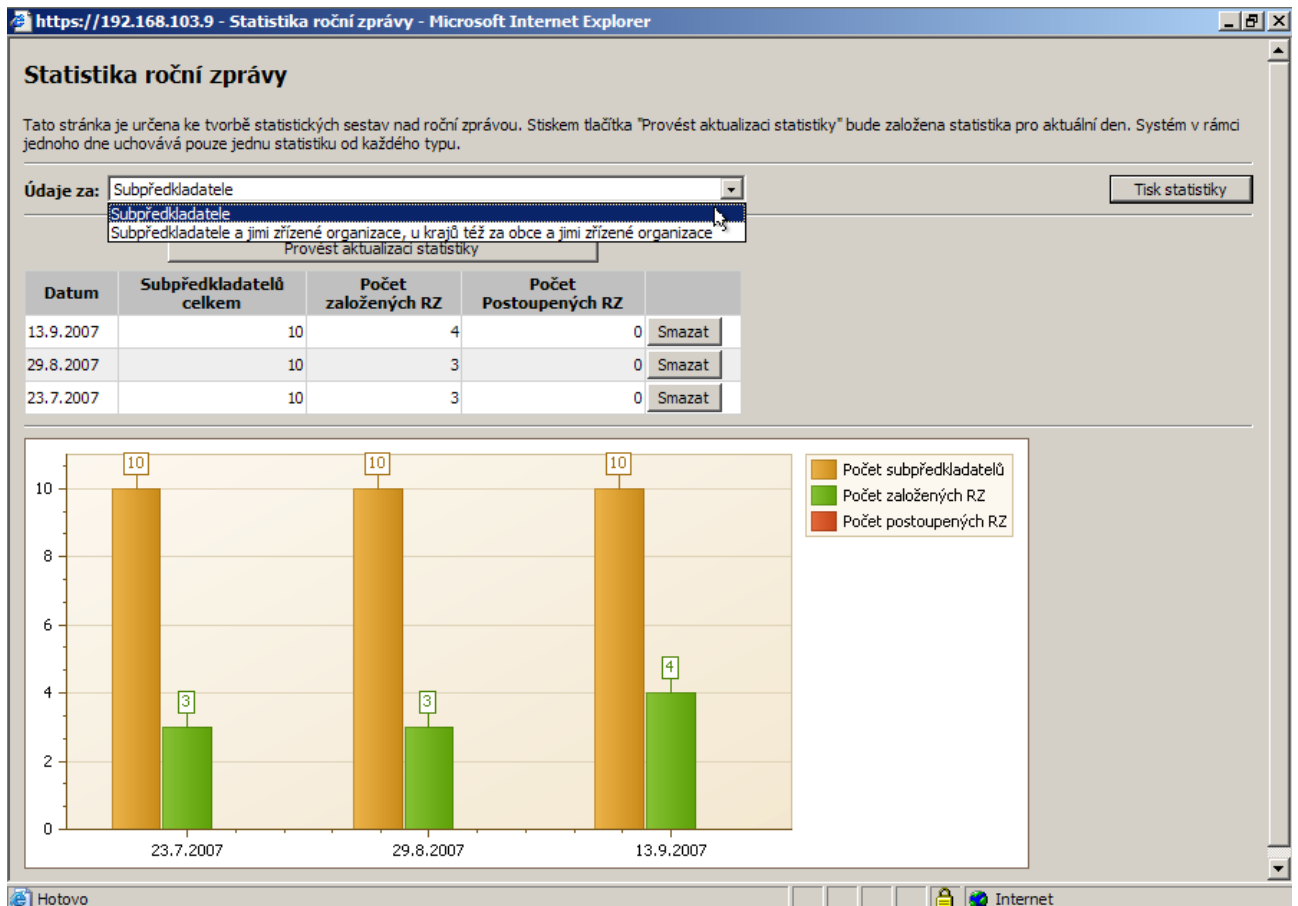 https://192.168.103.9 - Statistika roční zprávy - Microsoft Internet Explorer
Statistika roční zprávy
Tato stránka je určena ke tvorbě statistických sestav nad roční zprávou. Stiskem tlačítka "Provést aktualizaci statistiky" bude založena statistika pro aktuální den. Systém v rámci
jednoho dne uchovává pouze jednu statistiku od každého typu.
Údaje za: Subpředkladatele Tisk statistiky
Subpředkladatele
Subpředkladatele a jimi zřízené organizace, u krajů též za obce a jimi zřízené organizace
Provést aktualizaci statistiky
Datum Subpředkladatelů celkem Počet založených RZ Počet Postoupených RZ
13.9.2007 10 4 0 Smazat
29.8.2007 10 3 0 Smazat
23.7.2007 10 3 0 Smazat
10 10 10
Počet subpředkladatelů
Počet založených RZ
Počet postoupených RZ
10
8
6
4
2
0
3 3 4
23.7.2007 29.8.2007 13.9.2007
Hotovo Internet